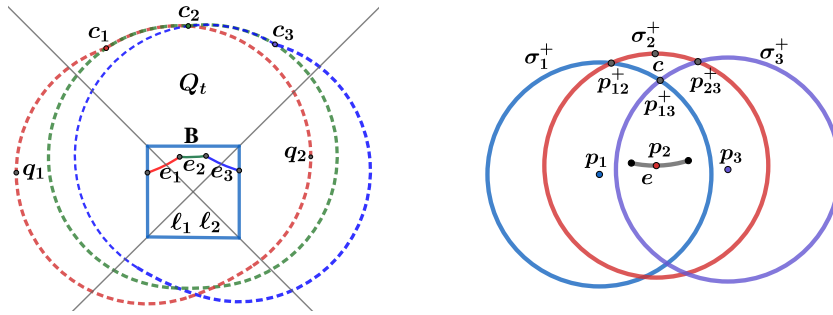 c₁ c₂ c₃
Qₜ
B
q₁ e₁ e₂ e₃ q₂
ℓ₁ ℓ₂
σ₁⁺ σ₂⁺ σ₃⁺
c
p₁₂⁺ p₁₃⁺ p₂₃⁺
p₁ p₂ p₃
e